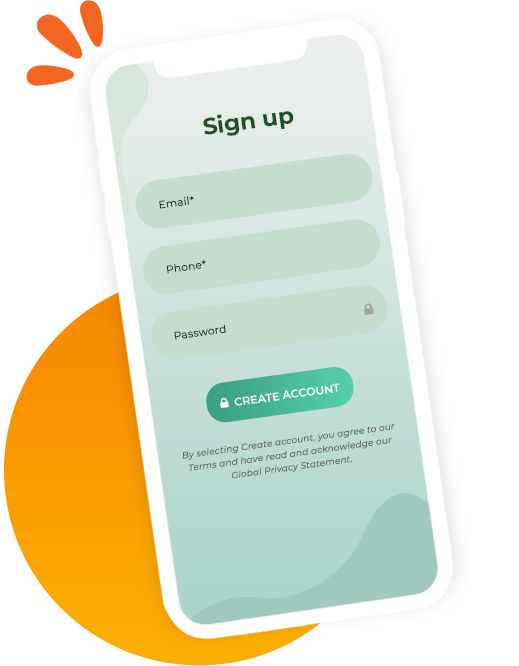 Sign up
Email*
Phone*
Password
CREATE ACCOUNT
By selecting Create account, you agree to our
Terms and have read and acknowledge our
Global Privacy Statement.